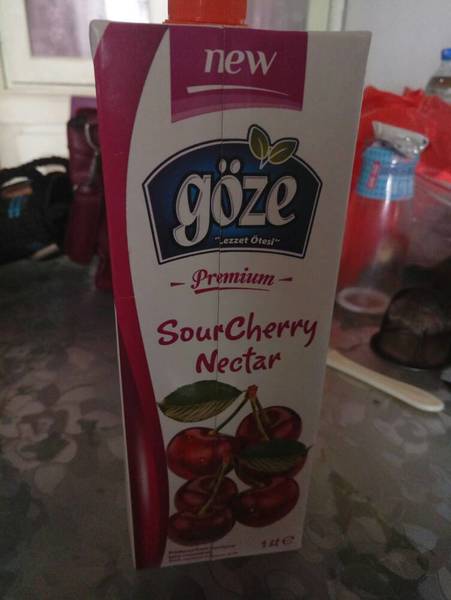 new
göze
"Lezzet Ötesi"
Premium
SourCherry
Nectar
1 Lt e